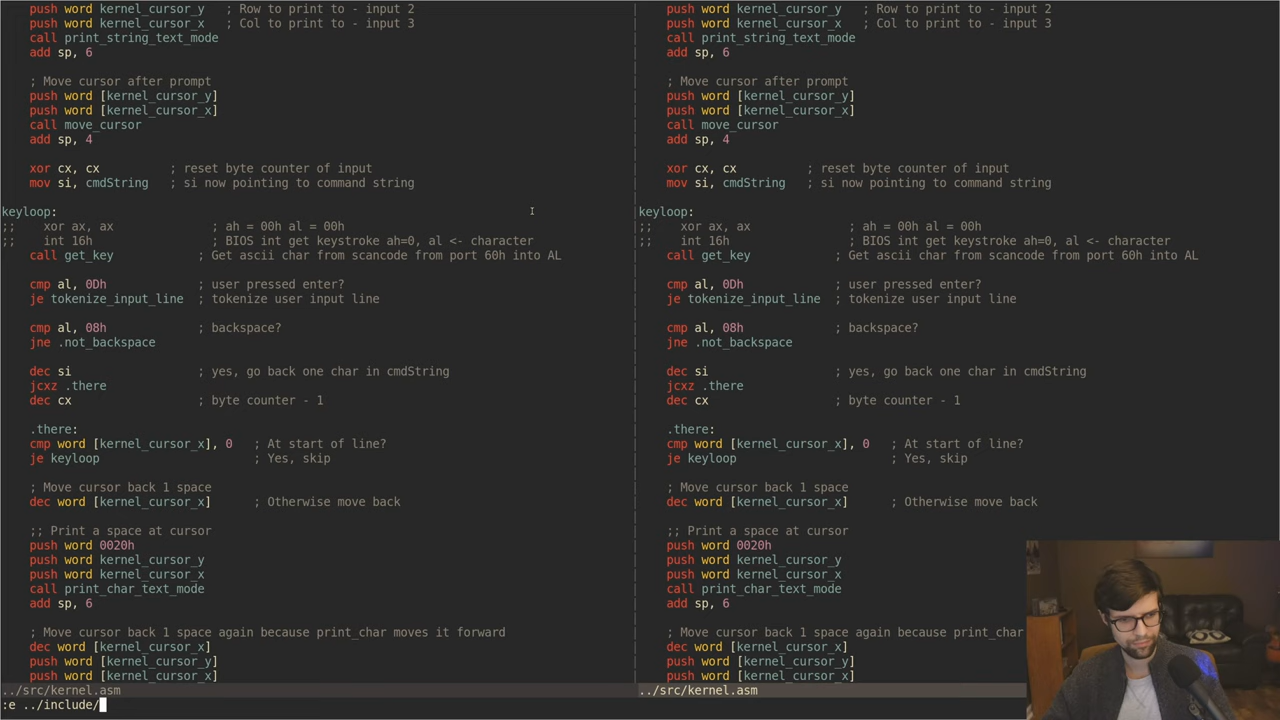 push word kernel_cursor_y   ; Row to print to - input 2
push word kernel_cursor_x   ; Col to print to - input 3
call print_string_text_mode
add sp, 6
; Move cursor after prompt
push word [kernel_cursor_y]
push word [kernel_cursor_x]
call move_cursor
add sp, 4
xor cx, cx          ; reset byte counter of input
mov si, cmdString   ; si now pointing to command string
keyloop:
;;    xor ax, ax              ; ah = 00h al = 00h
;;    int 16h                 ; BIOS int get keystroke ah=0, al <- character
call get_key            ; Get ascii char from scancode from port 60h into AL
cmp al, 0Dh             ; user pressed enter?
je tokenize_input_line  ; tokenize user input line
cmp al, 08h             ; backspace?
jne .not_backspace
dec si                  ; yes, go back one char in cmdString
jcxz .there
dec cx                  ; byte counter - 1
.there:
cmp word [kernel_cursor_x], 0   ; At start of line?
je keyloop                      ; Yes, skip
; Move cursor back 1 space
dec word [kernel_cursor_x]      ; Otherwise move back
;; Print a space at cursor
push word 0020h
push word kernel_cursor_y
push word kernel_cursor_x
call print_char_text_mode
add sp, 6
; Move cursor back 1 space again because print_char moves it forward
dec word [kernel_cursor_x]
push word [kernel_cursor_y]
push word [kernel_cursor_x]
../src/kernel.asm
:e ../include/
push word kernel_cursor_y   ; Row to print to - input 2
push word kernel_cursor_x   ; Col to print to - input 3
call print_string_text_mode
add sp, 6
; Move cursor after prompt
push word [kernel_cursor_y]
push word [kernel_cursor_x]
call move_cursor
add sp, 4
xor cx, cx          ; reset byte counter of input
mov si, cmdString   ; si now pointing to command string
keyloop:
;;    xor ax, ax              ; ah = 00h al = 00h
;;    int 16h                 ; BIOS int get keystroke ah=0, al <- character
call get_key            ; Get ascii char from scancode from port 60h into AL
cmp al, 0Dh             ; user pressed enter?
je tokenize_input_line  ; tokenize user input line
cmp al, 08h             ; backspace?
jne .not_backspace
dec si                  ; yes, go back one char in cmdString
jcxz .there
dec cx                  ; byte counter - 1
.there:
cmp word [kernel_cursor_x], 0   ; At start of line?
je keyloop                      ; Yes, skip
; Move cursor back 1 space
dec word [kernel_cursor_x]      ; Otherwise move back
;; Print a space at cursor
push word 0020h
push word kernel_cursor_y
push word kernel_cursor_x
call print_char_text_mode
add sp, 6
; Move cursor back 1 space again because print_char
dec word [kernel_cursor_x]
push word [kernel_cursor_y]
push word [kernel_cursor_x]
../src/kernel.asm